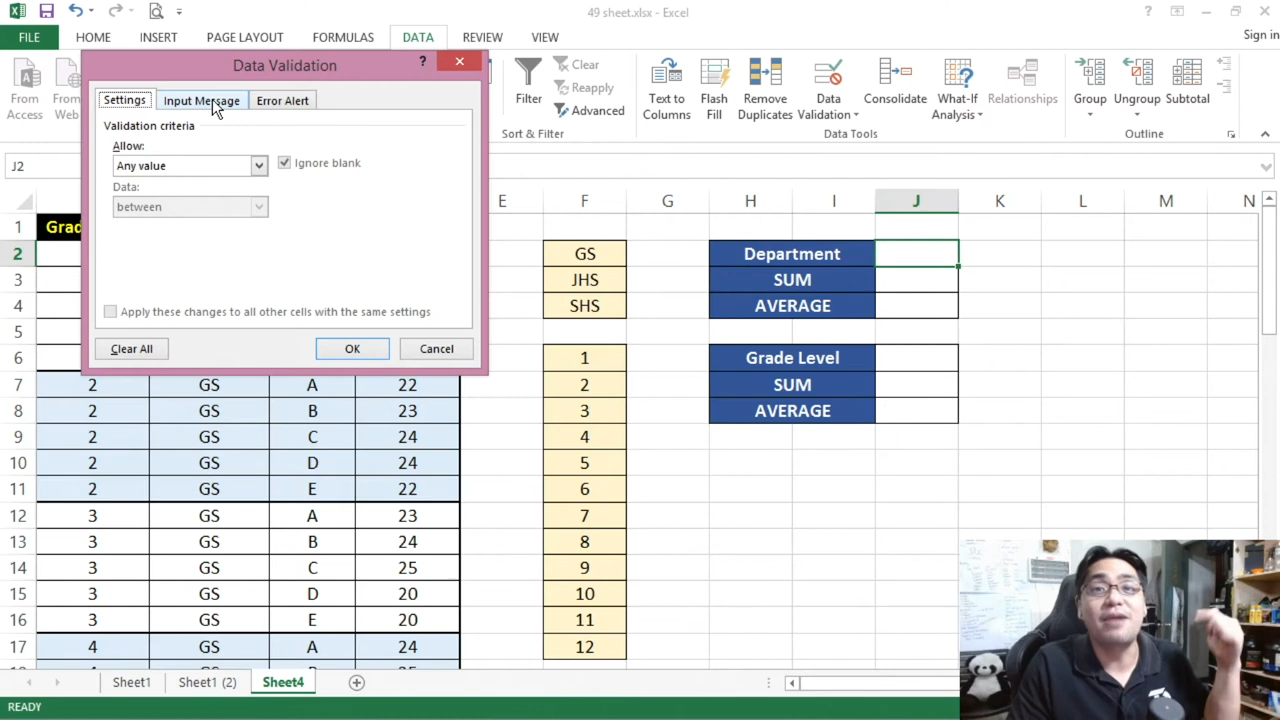 49 sheet.xlsx - Excel
FILE HOME INSERT PAGE LAYOUT FORMULAS DATA REVIEW VIEW Sign in
From Access
From Web
Filter
Clear
Reapply
Advanced
Sort & Filter
Text to Columns
Flash Fill
Remove Duplicates
Data Validation
Consolidate
What-If Analysis
Relationships
Data Tools
Group
Ungroup
Subtotal
Outline
Data Validation
Settings Input Message Error Alert
Validation criteria
Allow:
Any value Ignore blank
Data:
between
Apply these changes to all other cells with the same settings
Clear All OK Cancel
J2
E F G H I J K L M N
1
2 GS Department
3 JHS SUM
4 SHS AVERAGE
5
6 1 Grade Level
7 2 GS A 22 2 SUM
8 2 GS B 23 3 AVERAGE
9 2 GS C 24 4
10 2 GS D 24 5
11 2 GS E 22 6
12 3 GS A 23 7
13 3 GS B 24 8
14 3 GS C 25 9
15 3 GS D 20 10
16 3 GS E 20 11
17 4 GS A 24 12
Sheet1 Sheet1 (2) Sheet4
READY